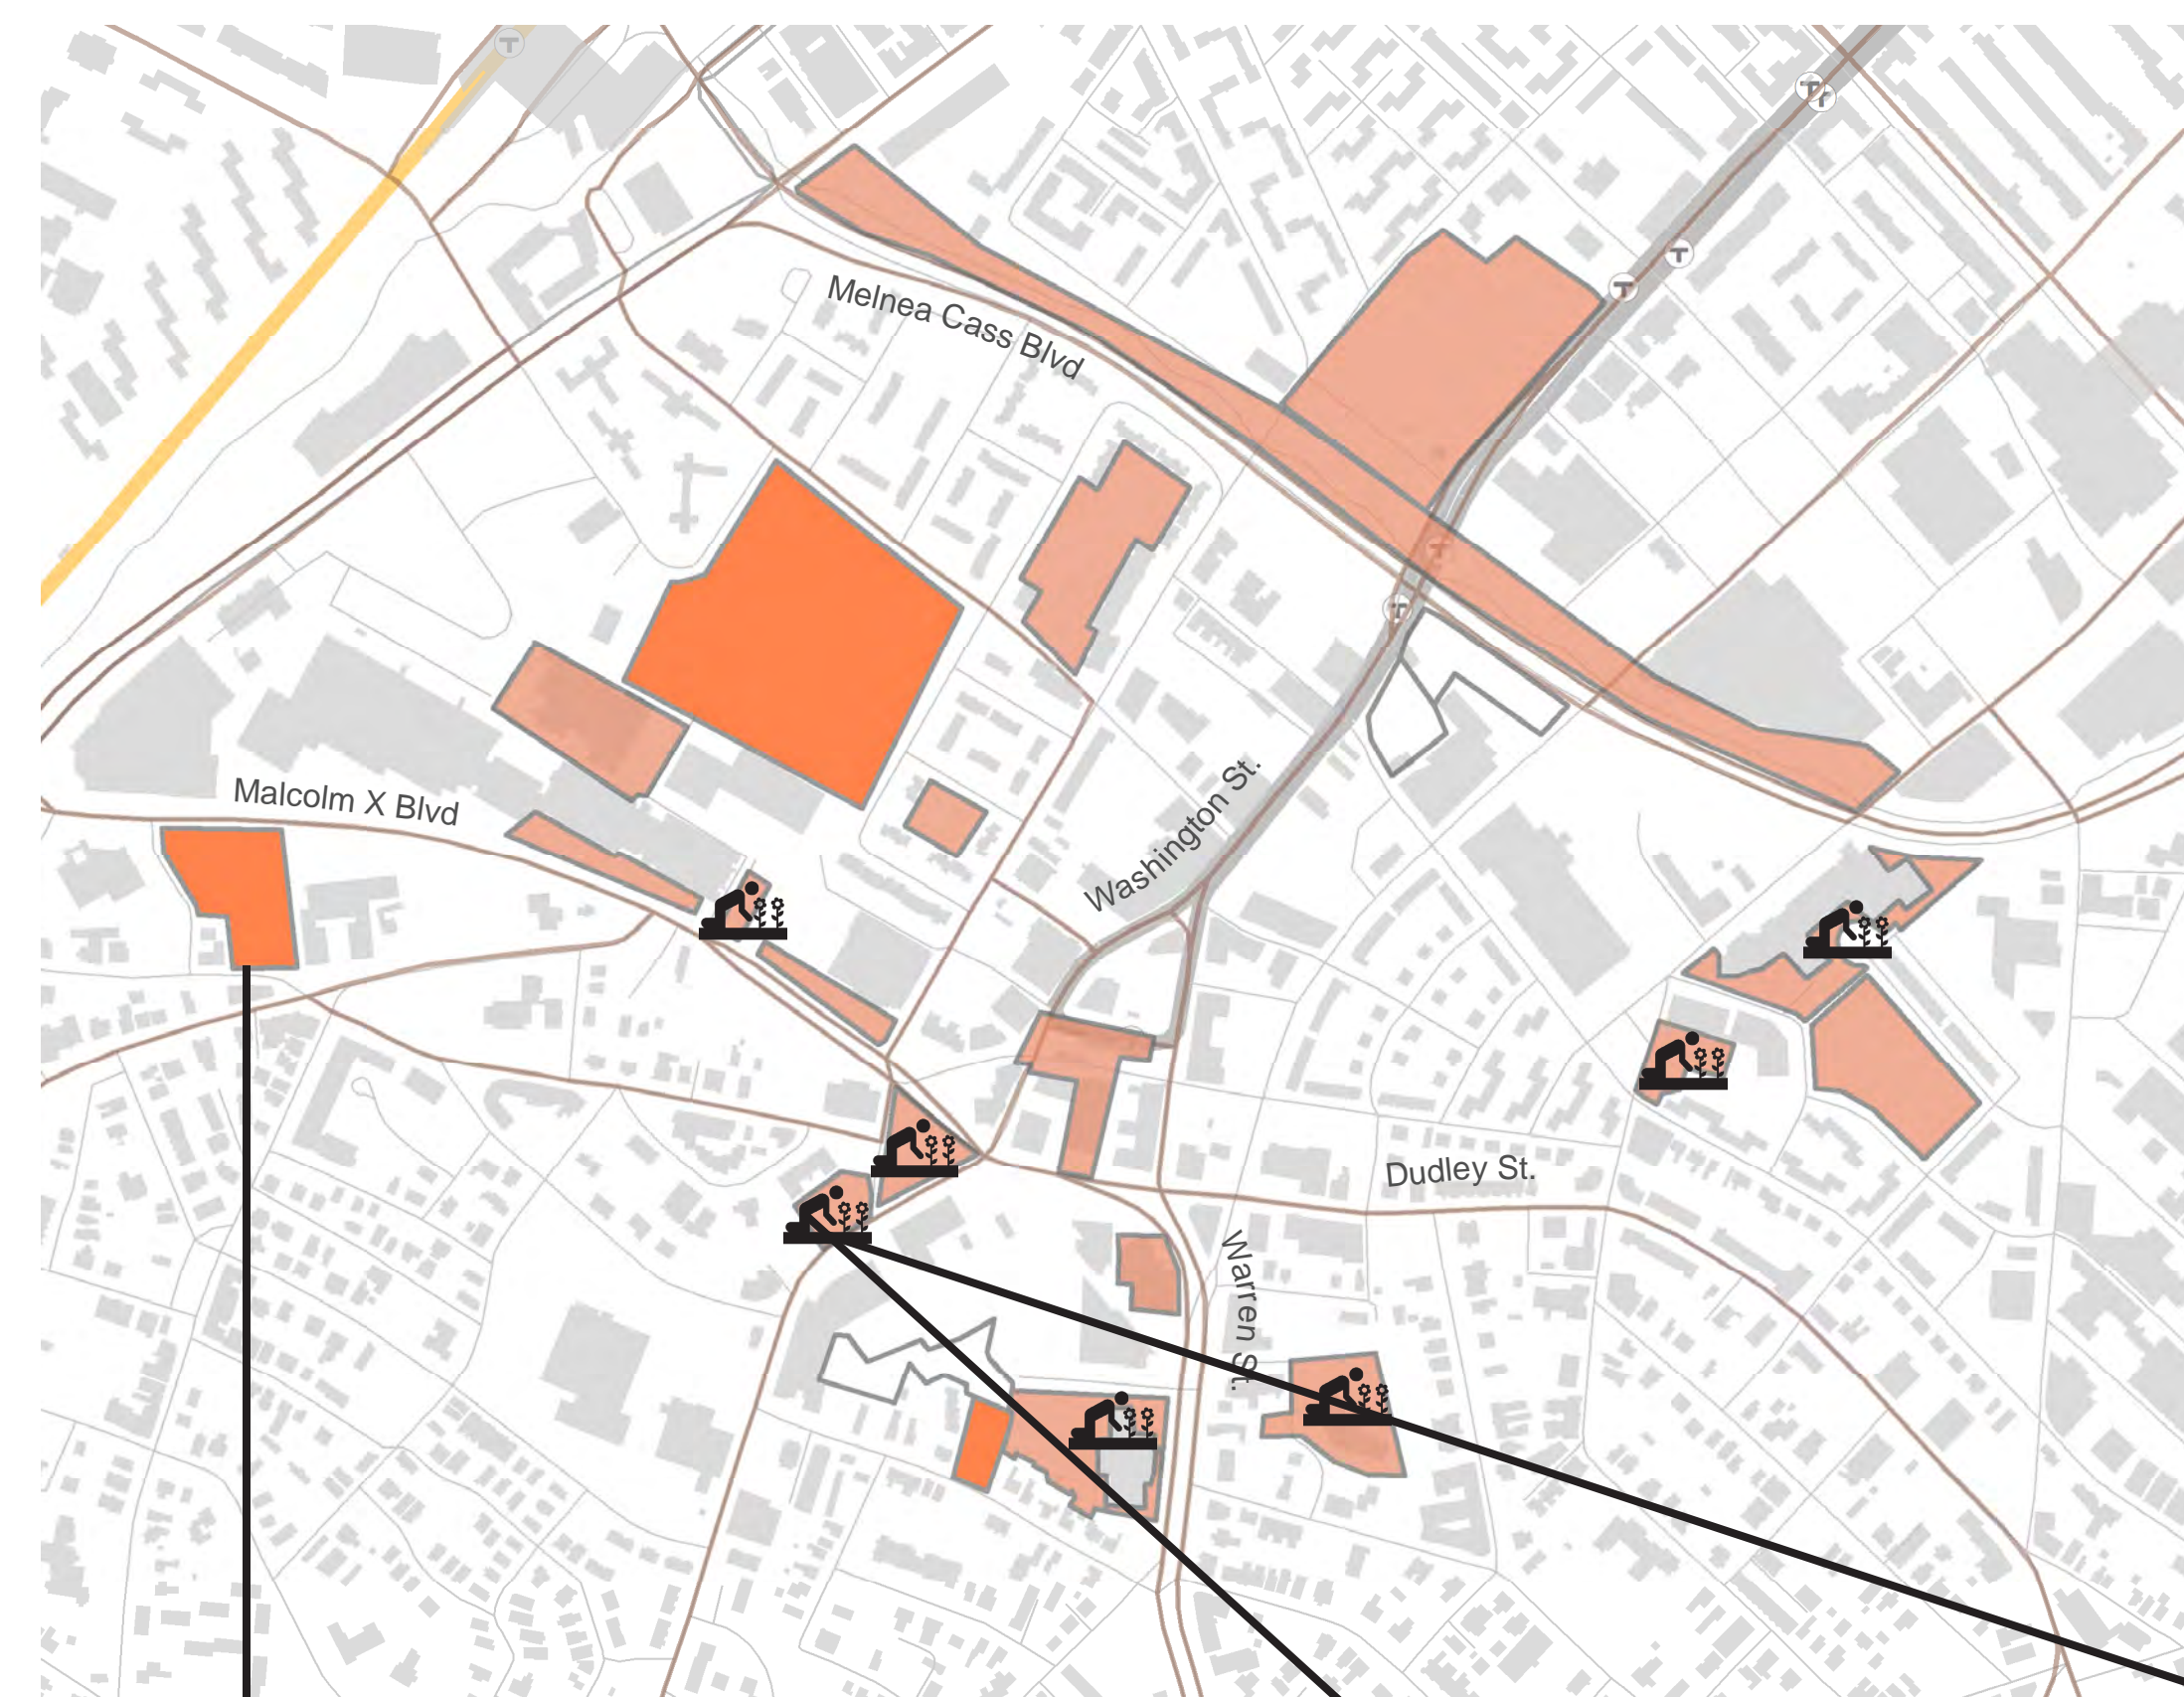 T
T
T
T
T
Melnea Cass Blvd
T
T
Washington St.
Malcolm X Blvd
Dudley St.
Warren St.